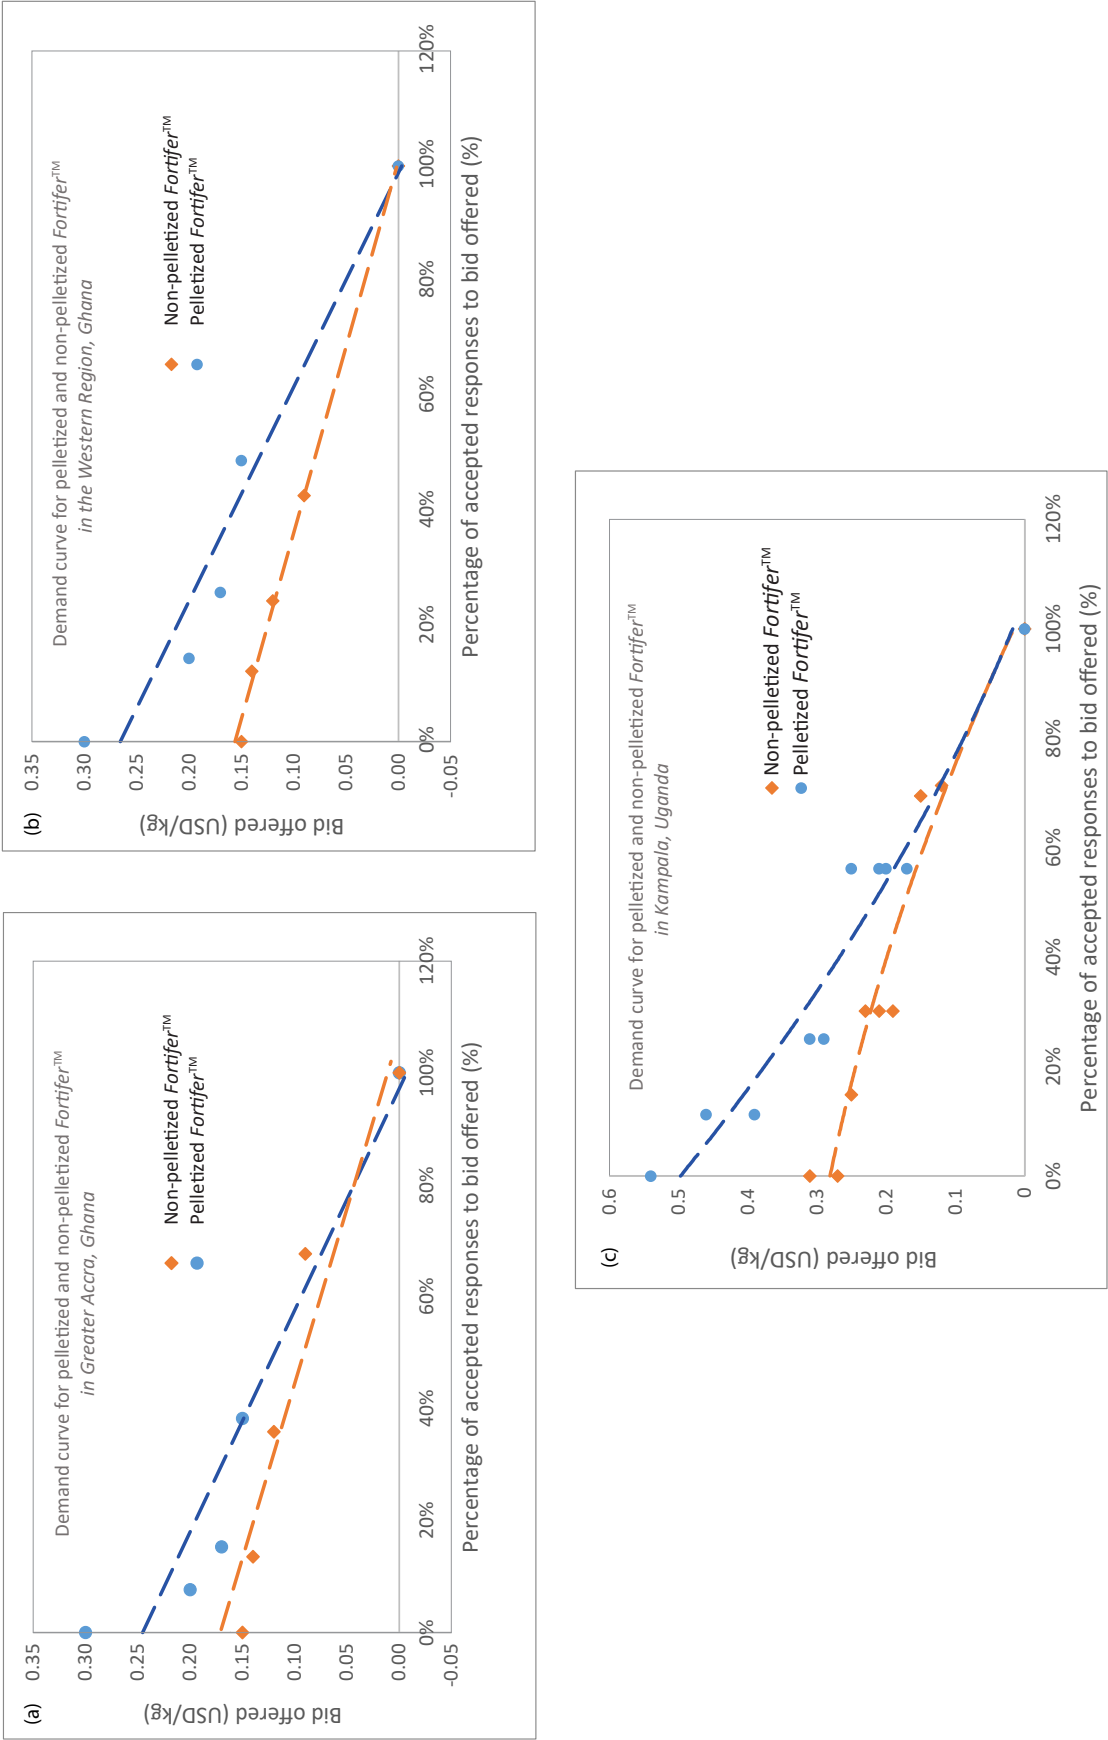 (a)
Demand curve for pelletized and non-pelletized Fortifer™
in Greater Accra, Ghana
Non-pelletized Fortifer™
Pelletized Fortifer™
Bid offered (USD/kg)
0.35
0.30
0.25
0.20
0.15
0.10
0.05
0.00
-0.05
0%
20%
40%
60%
80%
100%
120%
Percentage of accepted responses to bid offered (%)
(b)
Demand curve for pelletized and non-pelletized Fortifer™
in the Western Region, Ghana
Non-pelletized Fortifer™
Pelletized Fortifer™
Bid offered (USD/kg)
0.35
0.30
0.25
0.20
0.15
0.10
0.05
0.00
-0.05
0%
20%
40%
60%
80%
100%
120%
Percentage of accepted responses to bid offered (%)
(c)
Demand curve for pelletized and non-pelletized Fortifer™
in Kampala, Uganda
Non-pelletized Fortifer™
Pelletized Fortifer™
Bid offered (USD/kg)
0.6
0.5
0.4
0.3
0.2
0.1
0
0%
20%
40%
60%
80%
100%
120%
Percentage of accepted responses to bid offered (%)